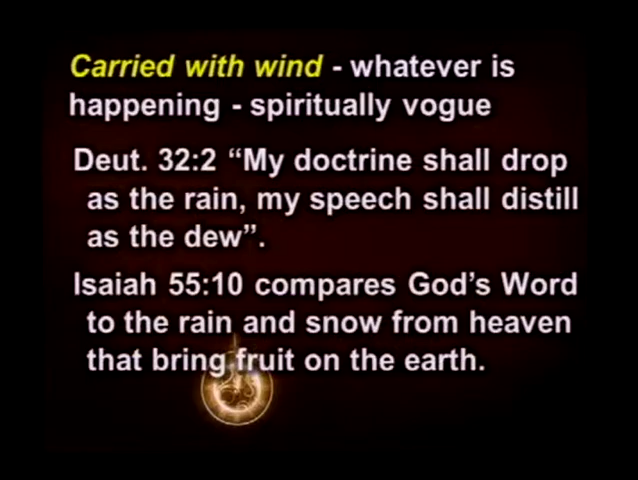 Carried with wind - whatever is
happening - spiritually vogue
Deut. 32:2 “My doctrine shall drop
as the rain, my speech shall distill
as the dew”.
Isaiah 55:10 compares God’s Word
to the rain and snow from heaven
that bring fruit on the earth.